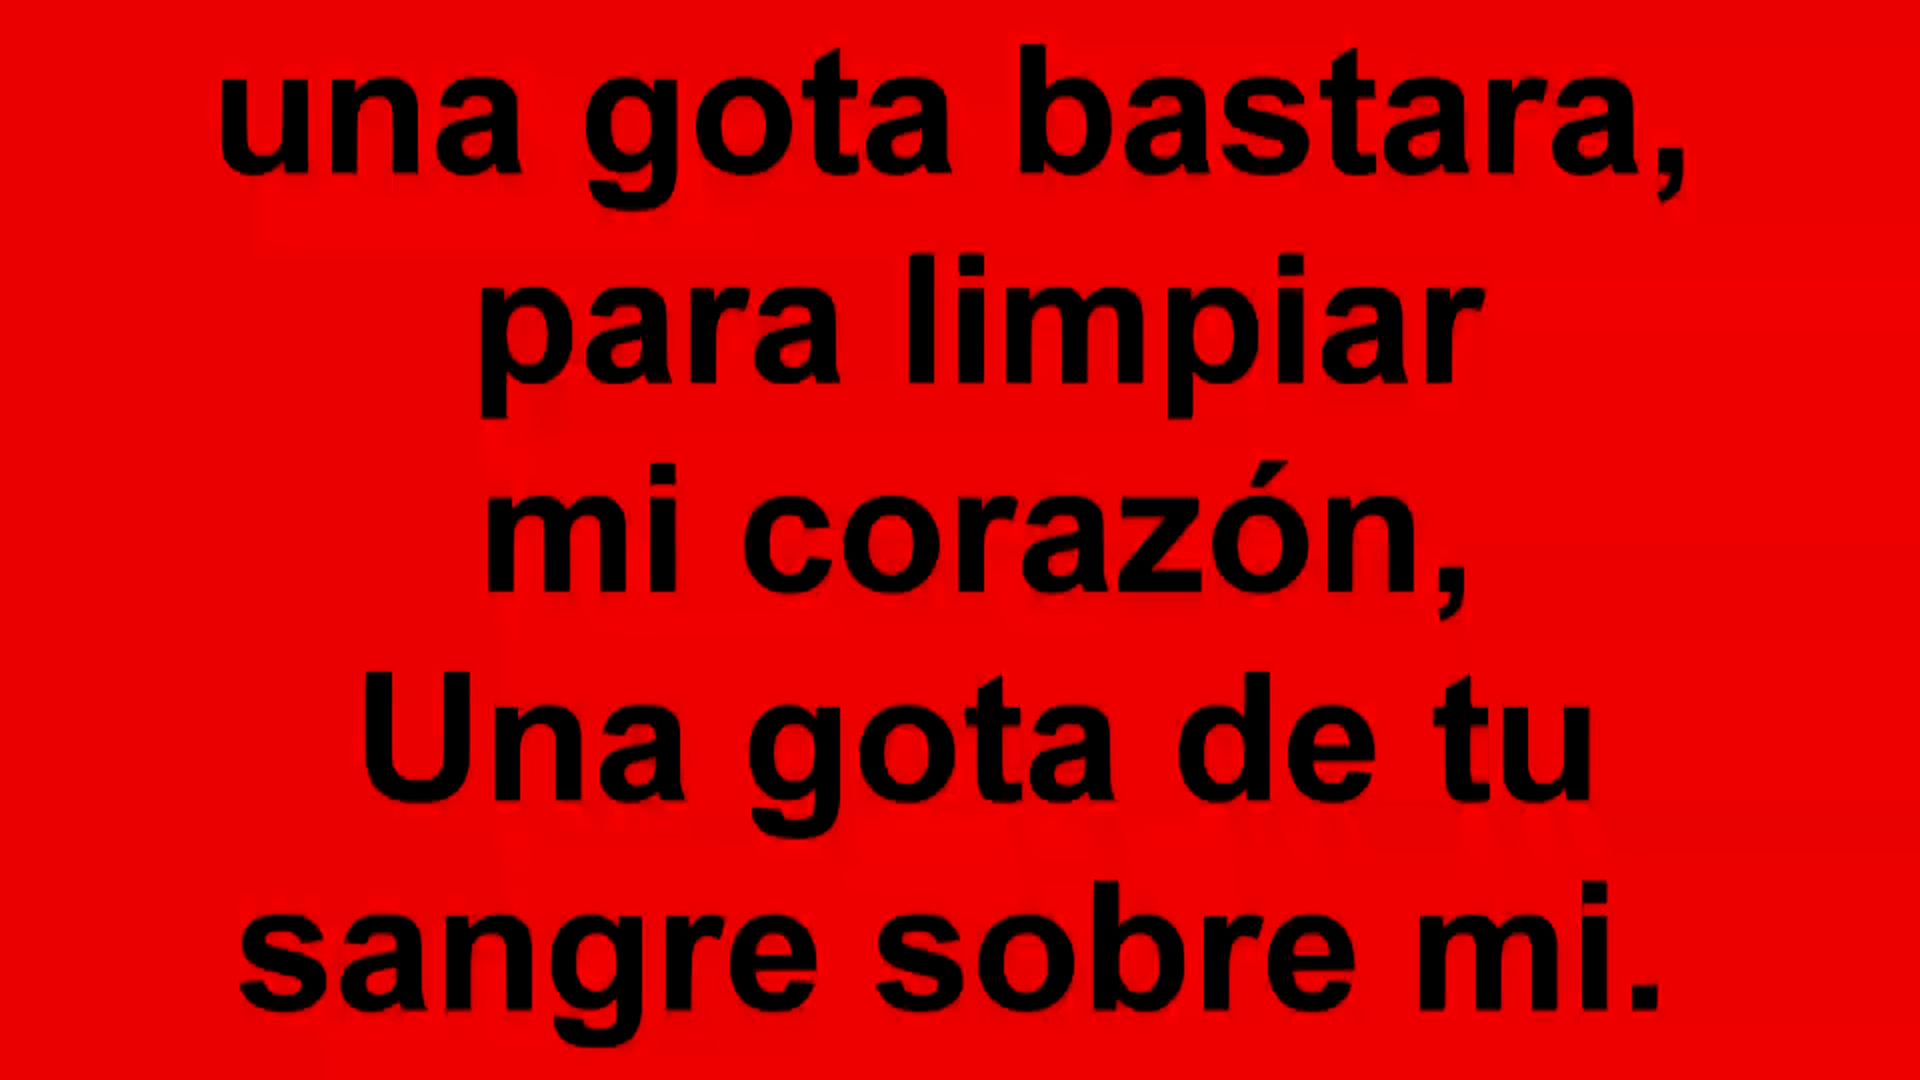 una gota bastara,
para limpiar
mi corazón,
Una gota de tu
sangre sobre mi.